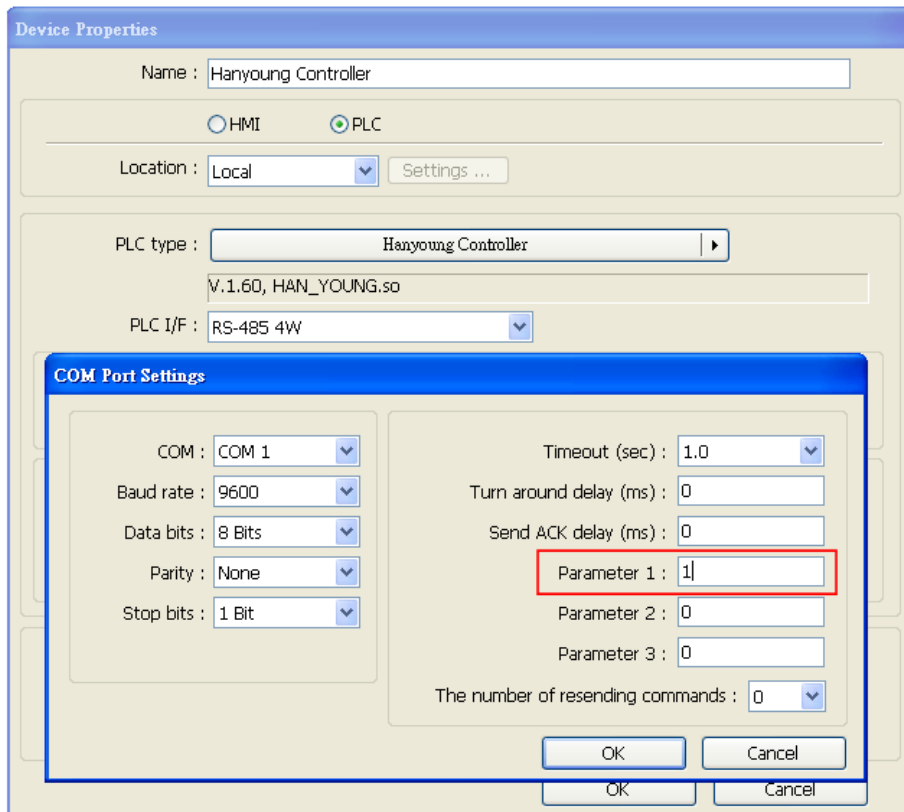 Device Properties
Name : Hanyoung Controller
HMI PLC
Location : Local Settings ...
PLC type : Hanyoung Controller
V.1.60, HAN_YOUNG.so
PLC I/F : RS-485 4W
COM Port Settings
COM : COM 1
Baud rate : 9600
Data bits : 8 Bits
Parity : None
Stop bits : 1 Bit
Timeout (sec) : 1.0
Turn around delay (ms) : 0
Send ACK delay (ms) : 0
Parameter 1 : 1
Parameter 2 : 0
Parameter 3 : 0
The number of resending commands : 0
OK Cancel
OK Cancel